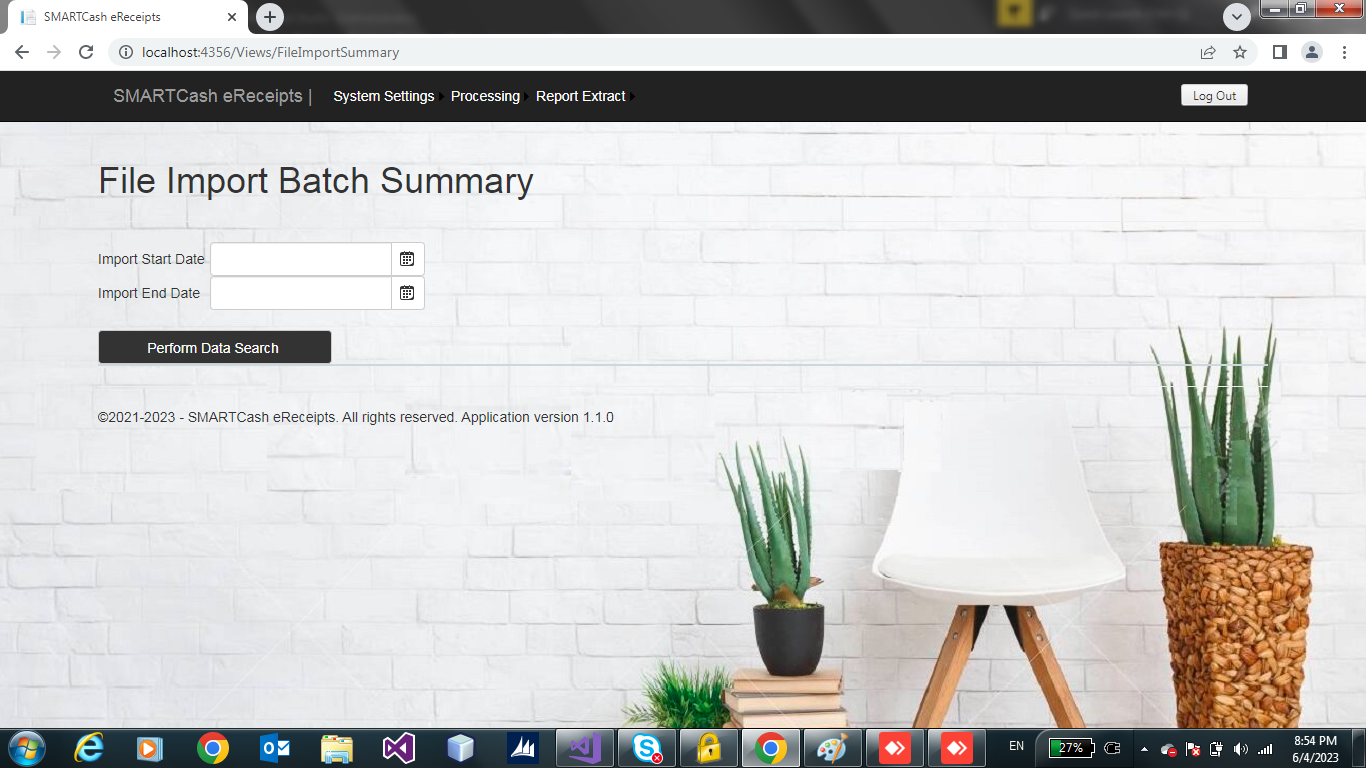 SMARTCash eReceipts
localhost:4356/Views/FileImportSummary
SMARTCash eReceipts | System Settings Processing Report Extract Log Out
File Import Batch Summary
Import Start Date
Import End Date
Perform Data Search
©2021-2023 - SMARTCash eReceipts. All rights reserved. Application version 1.1.0
EN 27% 8:54 PM
6/4/2023